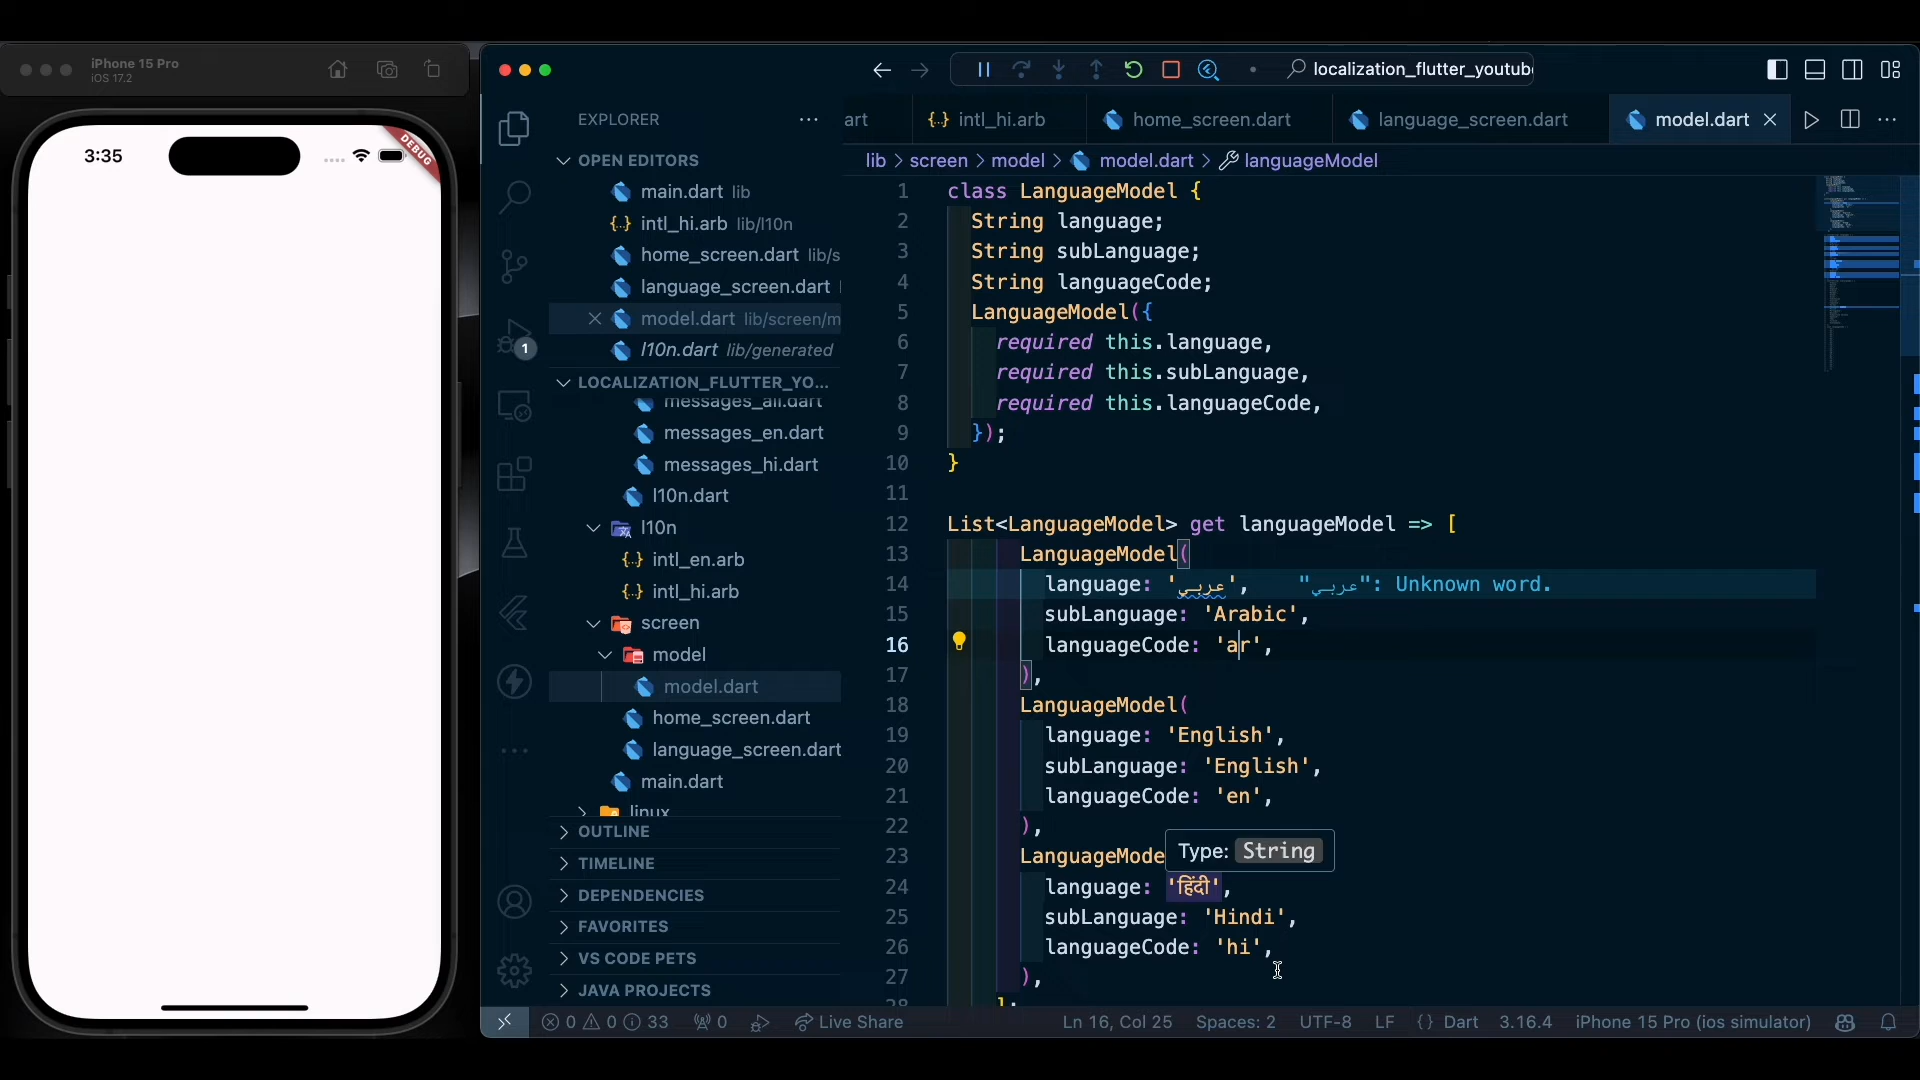 iPhone 15 Pro
iOS 17.2
3:35
DEBUG
localization_flutter_youtub
EXPLORER
art
intl_hi.arb
home_screen.dart
language_screen.dart
model.dart
OPEN EDITORS
main.dart lib
intl_hi.arb lib/l10n
home_screen.dart lib/s
language_screen.dart l
model.dart lib/screen/m
l10n.dart lib/generated
1
LOCALIZATION_FLUTTER_YO...
messages_all.dart
messages_en.dart
messages_hi.dart
l10n.dart
l10n
intl_en.arb
intl_hi.arb
screen
model
model.dart
home_screen.dart
language_screen.dart
main.dart
linux
OUTLINE
TIMELINE
DEPENDENCIES
FAVORITES
VS CODE PETS
JAVA PROJECTS
lib > screen > model > model.dart > languageModel
1 class LanguageModel {
2 String language;
3 String subLanguage;
4 String languageCode;
5 LanguageModel({
6 required this.language,
7 required this.subLanguage,
8 required this.languageCode,
9 });
10 }
11
12 List<LanguageModel> get languageModel => [
13 LanguageModel(
14 language: 'عربي', "عربي": Unknown word.
15 subLanguage: 'Arabic',
16 languageCode: 'ar',
17 ),
18 LanguageModel(
19 language: 'English',
20 subLanguage: 'English',
21 languageCode: 'en',
22 ),
Type: String
23 LanguageMode
24 language: 'हिंदी',
25 subLanguage: 'Hindi',
26 languageCode: 'hi',
27 ),
28 ];
0 0 33 0 Live Share Ln 16, Col 25 Spaces: 2 UTF-8 LF {} Dart 3.16.4 iPhone 15 Pro (ios simulator)